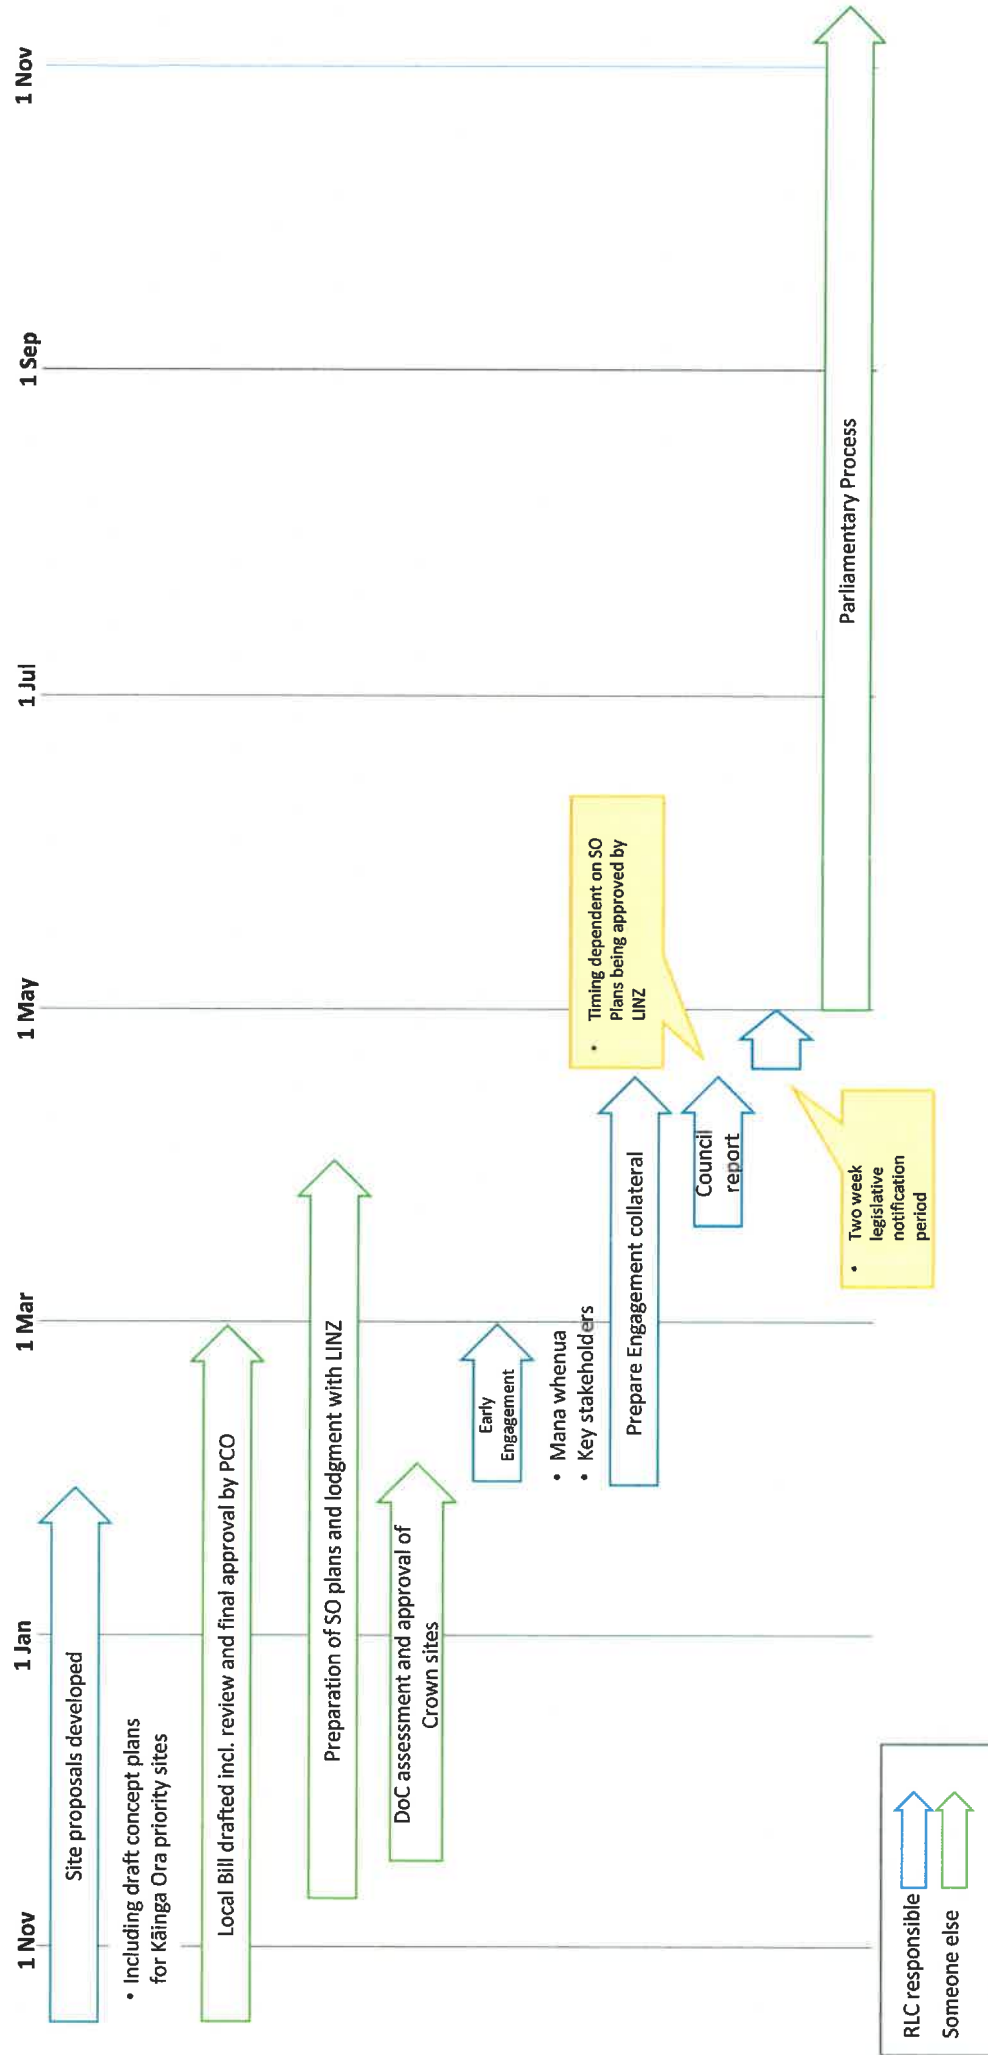 1 Nov
1 Jan
1 Mar
1 May
1 Jul
1 Sep
1 Nov
Site proposals developed
• Including draft concept plans
for Kāinga Ora priority sites
Local Bill drafted incl. review and final approval by PCO
Preparation of SO plans and lodgment with LINZ
DoC assessment and approval of
Crown sites
Early
Engagement
• Mana whenua
• Key stakeholders
Prepare Engagement collateral
• Timing dependent on SO
Plans being approved by
LINZ
Council
report
• Two week
legislative
notification
period
Parliamentary Process
RLC responsible
Someone else